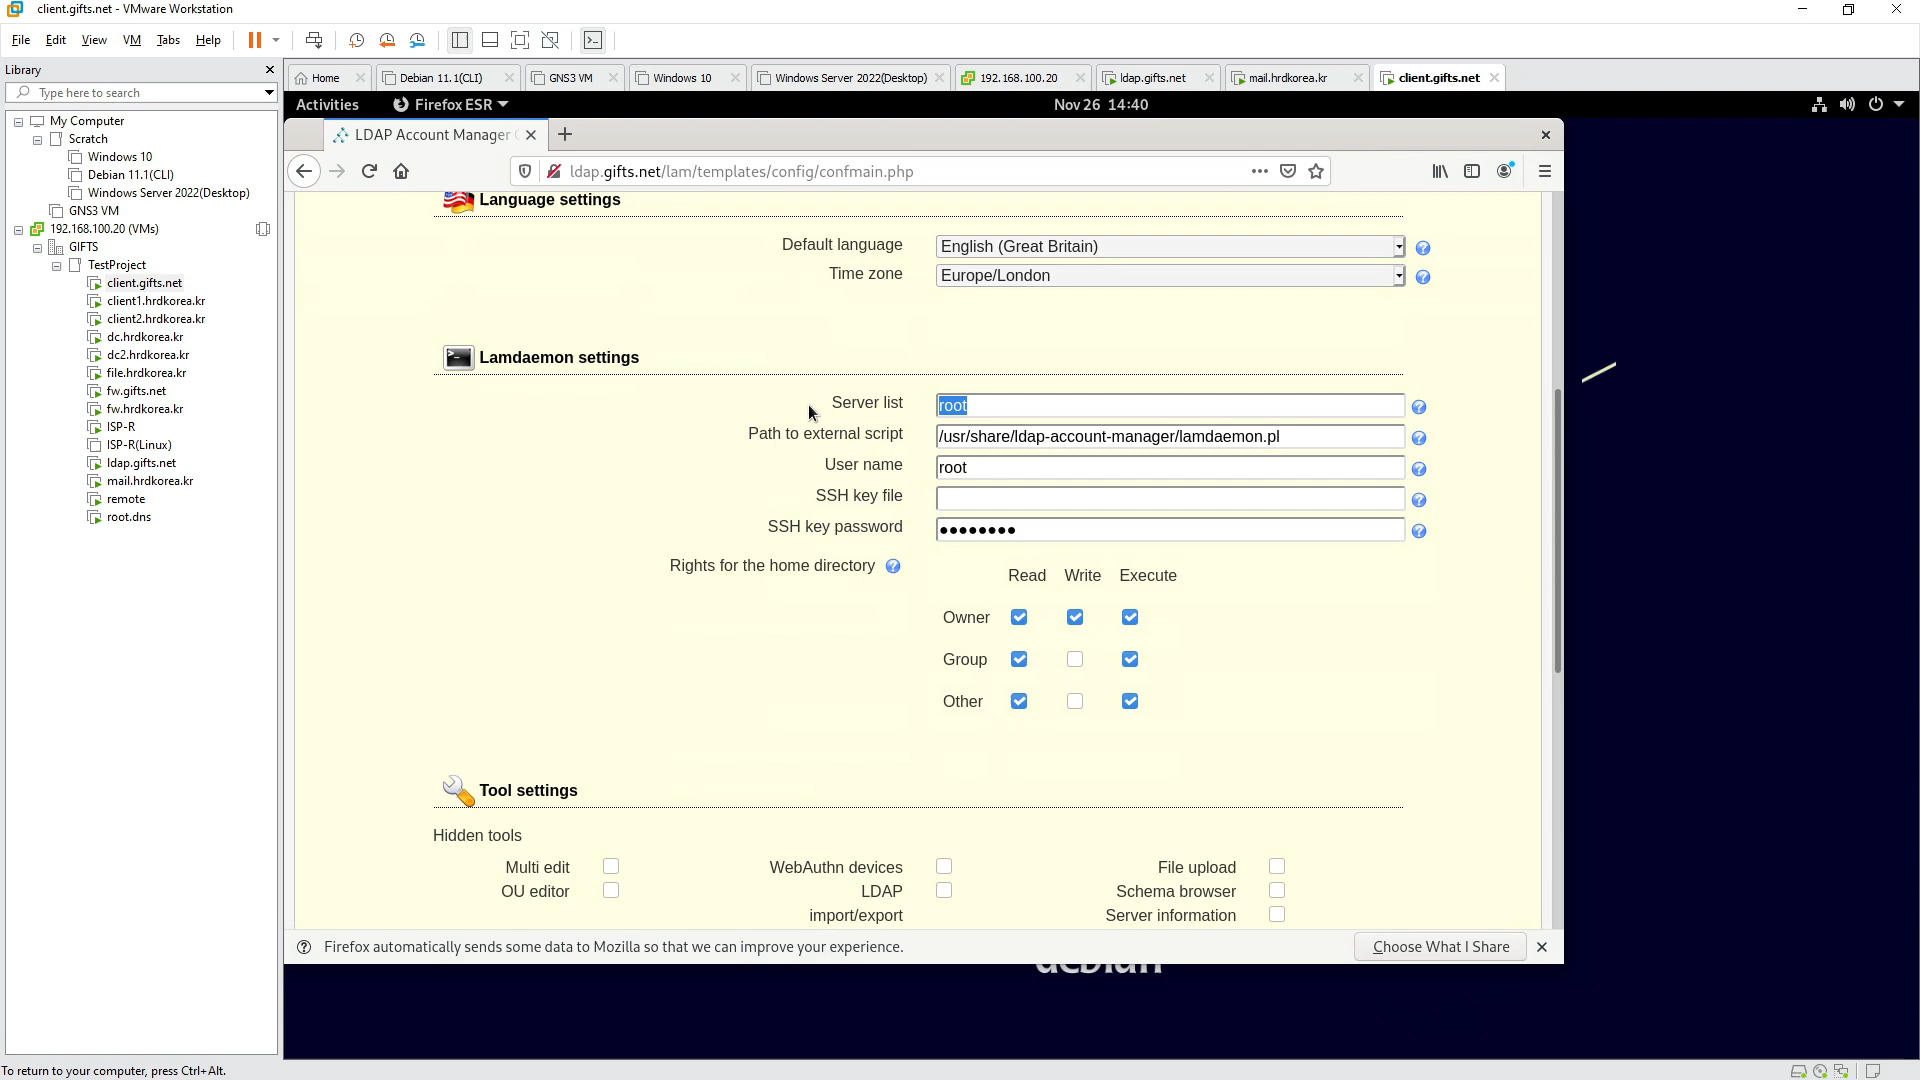 client.gifts.net - VMware Workstation
File Edit View VM Tabs Help
Library
Type here to search
My Computer
Scratch
Windows 10
Debian 11.1(CLI)
Windows Server 2022(Desktop)
GNS3 VM
192.168.100.20 (VMs)
GIFTS
TestProject
client.gifts.net
client1.hrdkorea.kr
client2.hrdkorea.kr
dc.hrdkorea.kr
dc2.hrdkorea.kr
file.hrdkorea.kr
fw.gifts.net
fw.hrdkorea.kr
ISP-R
ISP-R(Linux)
ldap.gifts.net
mail.hrdkorea.kr
remote
root.dns
Home Debian 11.1(CLI) GNS3 VM Windows 10 Windows Server 2022(Desktop) 192.168.100.20 ldap.gifts.net mail.hrdkorea.kr client.gifts.net
Activities Firefox ESR Nov 26 14:40
LDAP Account Manager
ldap.gifts.net/lam/templates/config/confmain.php
Language settings
Default language English (Great Britain)
Time zone Europe/London
Lamdaemon settings
Server list root
Path to external script /usr/share/ldap-account-manager/lamdaemon.pl
User name root
SSH key file
SSH key password ●●●●●●●●
Rights for the home directory
Read Write Execute
Owner
Group
Other
Tool settings
Hidden tools
Multi edit WebAuthn devices File upload
OU editor LDAP Schema browser
import/export Server information
Firefox automatically sends some data to Mozilla so that we can improve your experience. Choose What I Share
debian
To return to your computer, press Ctrl+Alt.